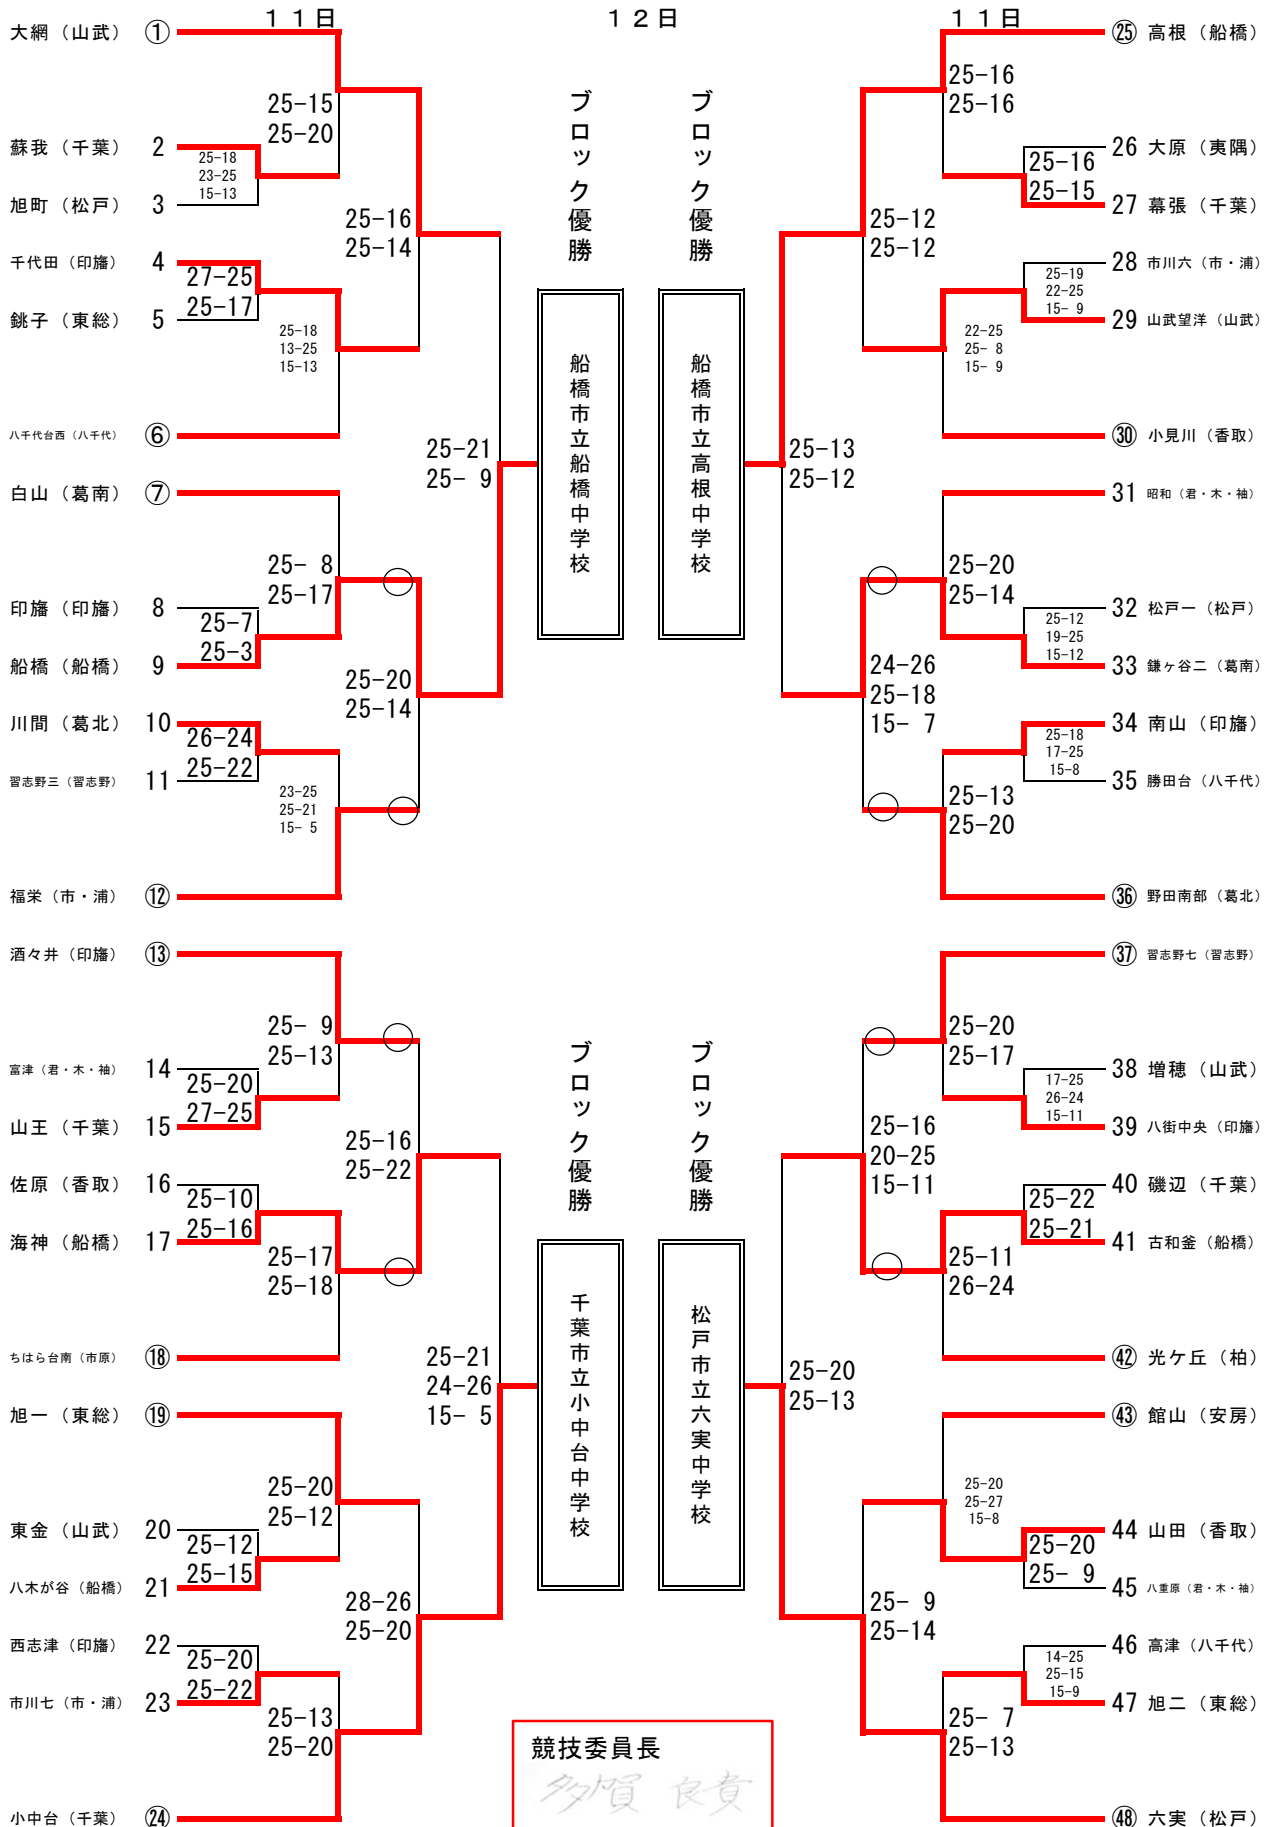 11日
12日
11日
大網（山武） ①
25-15
25-20
蘇我（千葉） 2
25-18
23-25
15-13
旭町（松戸） 3
25-16
25-14
千代田（印旛） 4
27-25
25-17
銚子（東総） 5
25-18
13-25
15-13
八千代台西（八千代） ⑥
25-21
25- 9
白山（葛南） ⑦
25- 8
25-17
印旛（印旛） 8
25-7
25-3
船橋（船橋） 9
25-20
25-14
川間（葛北） 10
26-24
25-22
習志野三（習志野） 11
23-25
25-21
15- 5
福栄（市・浦） ⑫
ブロック優勝
船橋市立船橋中学校
ブロック優勝
船橋市立高根中学校
㉕ 高根（船橋）
25-16
25-16
26 大原（夷隅）
25-16
25-15
27 幕張（千葉）
25-12
25-12
28 市川六（市・浦）
25-19
22-25
15- 9
29 山武望洋（山武）
22-25
25- 8
15- 9
㉚ 小見川（香取）
25-13
25-12
31 昭和（君・木・袖）
25-20
25-14
32 松戸一（松戸）
25-12
19-25
15-12
33 鎌ヶ谷二（葛南）
24-26
25-18
15- 7
34 南山（印旛）
25-18
17-25
15-8
35 勝田台（八千代）
25-13
25-20
㊱ 野田南部（葛北）
酒々井（印旛） ⑬
25- 9
25-13
富津（君・木・袖） 14
25-20
27-25
山王（千葉） 15
25-16
25-22
佐原（香取） 16
25-10
25-16
海神（船橋） 17
25-17
25-18
ちはら台南（市原） ⑱
25-21
24-26
15- 5
旭一（東総） ⑲
25-20
25-12
東金（山武） 20
25-12
25-15
八木が谷（船橋） 21
28-26
25-20
西志津（印旛） 22
25-20
25-22
市川七（市・浦） 23
25-13
25-20
小中台（千葉） ㉔
ブロック優勝
千葉市立小中台中学校
ブロック優勝
松戸市立六実中学校
㊲ 習志野七（習志野）
25-20
25-17
38 増穂（山武）
17-25
26-24
15-11
39 八街中央（印旛）
25-16
20-25
15-11
40 磯辺（千葉）
25-22
25-21
41 古和釜（船橋）
25-11
26-24
㊷ 光ケ丘（柏）
25-20
25-13
㊸ 館山（安房）
25-20
25-27
15-8
44 山田（香取）
25-20
25- 9
45 八重原（君・木・袖）
25- 9
25-14
46 高津（八千代）
14-25
25-15
15-9
47 旭二（東総）
25- 7
25-13
㊽ 六実（松戸）
競技委員長
多賀 良貴